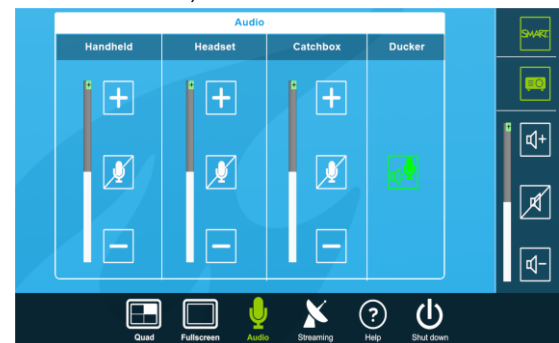 Audio
Handheld Headset Catchbox Ducker
SMART
Quad Fullscreen Audio Streaming Help Shut down